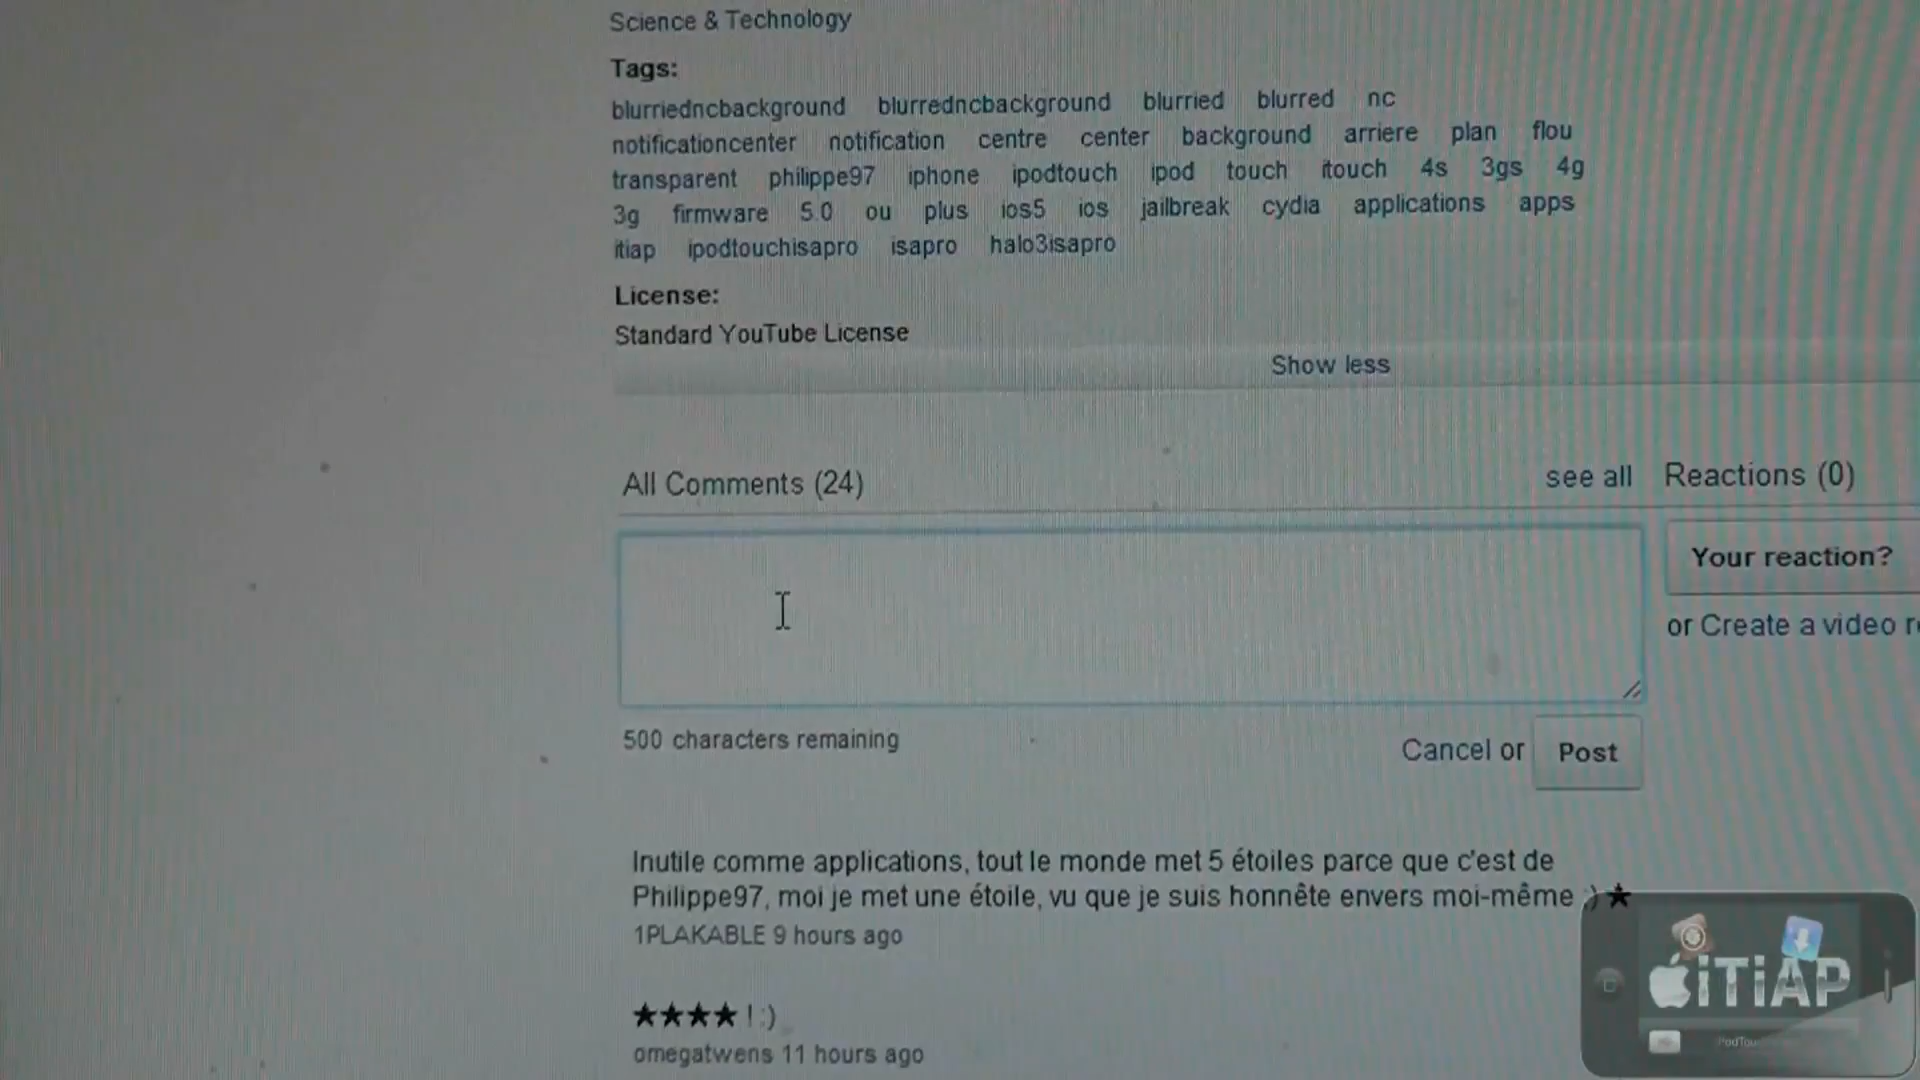 Science & Technology
Tags:
blurriedncbackground blurredncbackground blurried blurred nc
notificationcenter notification centre center background arriere plan flou
transparent philippe97 iphone ipodtouch ipod touch itouch 4s 3gs 4g
3g firmware 5.0 ou plus ios5 ios jailbreak cydia applications apps
itiap ipodtouchisapro isapro halo3isapro
License:
Standard YouTube License
Show less
All Comments (24) see all Reactions (0)
Your reaction?
or Create a video
500 characters remaining Cancel or Post
Inutile comme applications, tout le monde met 5 étoiles parce que c'est de
Philippe97, moi je met une étoile, vu que je suis honnête envers moi-même ;) ★
1PLAKABLE 9 hours ago
★★★★ ! :)
omegatwens 11 hours ago
iTiAP